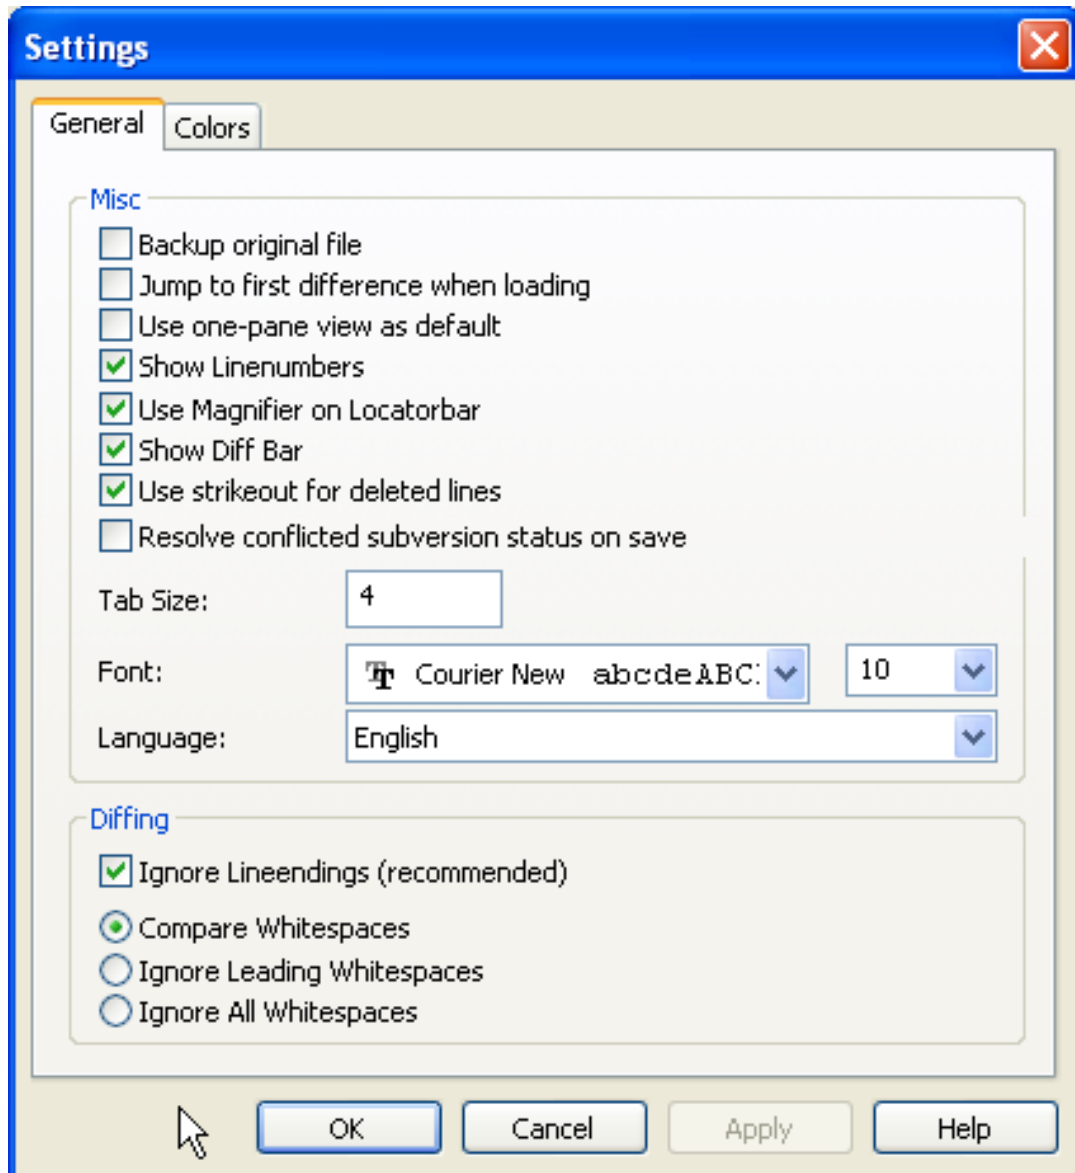 Settings
General Colors
Misc
Backup original file
Jump to first difference when loading
Use one-pane view as default
Show Linenumbers
Use Magnifier on Locatorbar
Show Diff Bar
Use strikeout for deleted lines
Resolve conflicted subversion status on save
Tab Size: 4
Font: Courier New abcdeABC 10
Language: English
Diffing
Ignore Lineendings (recommended)
Compare Whitespaces
Ignore Leading Whitespaces
Ignore All Whitespaces
OK Cancel Apply Help